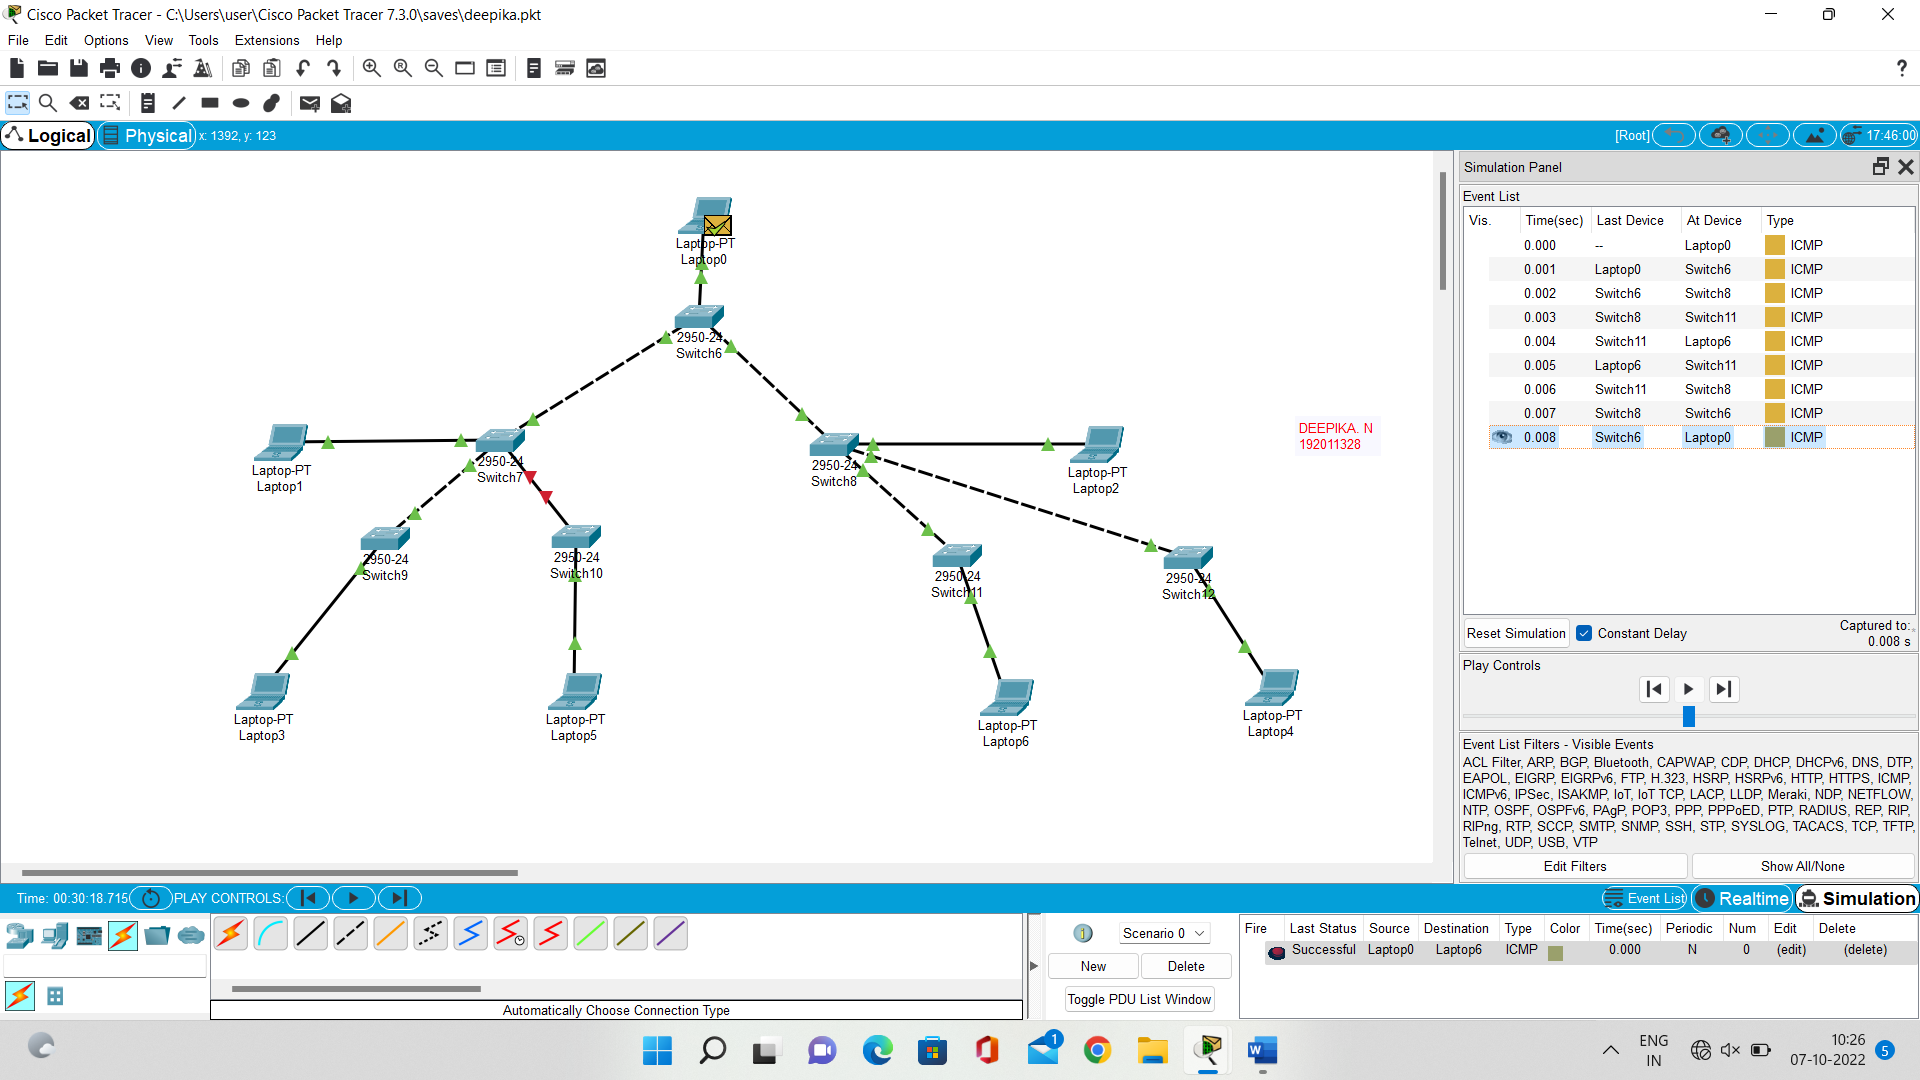 Cisco Packet Tracer - C:\Users\user\Cisco Packet Tracer 7.3.0\saves\deepika.pkt
File Edit Options View Tools Extensions Help
?
Logical Physical x: 1392, y: 123 [Root] 17:46:00
Laptop-PT
Laptop0
2950-24
Switch6
Laptop-PT
Laptop1
2950-24
Switch7
2950-24
Switch8
Laptop-PT
Laptop2
DEEPIKA. N
192011328
2950-24
Switch9
2950-24
Switch10
2950-24
Switch11
2950-24
Switch12
Laptop-PT
Laptop3
Laptop-PT
Laptop5
Laptop-PT
Laptop6
Laptop-PT
Laptop4
Simulation Panel
Event List
Vis. Time(sec) Last Device At Device Type
0.000 -- Laptop0 ICMP
0.001 Laptop0 Switch6 ICMP
0.002 Switch6 Switch8 ICMP
0.003 Switch8 Switch11 ICMP
0.004 Switch11 Laptop6 ICMP
0.005 Laptop6 Switch11 ICMP
0.006 Switch11 Switch8 ICMP
0.007 Switch8 Switch6 ICMP
0.008 Switch6 Laptop0 ICMP
Reset Simulation Constant Delay Captured to:
0.008 s
Play Controls
Event List Filters - Visible Events
ACL Filter, ARP, BGP, Bluetooth, CAPWAP, CDP, DHCP, DHCPv6, DNS, DTP,
EAPOL, EIGRP, EIGRPv6, FTP, H.323, HSRP, HSRPv6, HTTP, HTTPS, ICMP,
ICMPv6, IPSec, ISAKMP, IoT, IoT TCP, LACP, LLDP, Meraki, NDP, NETFLOW,
NTP, OSPF, OSPFv6, PAgP, POP3, PPP, PPPoED, PTP, RADIUS, REP, RIP,
RIPng, RTP, SCCP, SMTP, SNMP, SSH, STP, SYSLOG, TACACS, TCP, TFTP,
Telnet, UDP, USB, VTP
Edit Filters Show All/None
Time: 00:30:18.715 PLAY CONTROLS: Event List Realtime Simulation
Scenario 0
New Delete
Toggle PDU List Window
Fire Last Status Source Destination Type Color Time(sec) Periodic Num Edit Delete
Successful Laptop0 Laptop6 ICMP 0.000 N 0 (edit) (delete)
Automatically Choose Connection Type
1
ENG
IN
10:26
07-10-2022
5